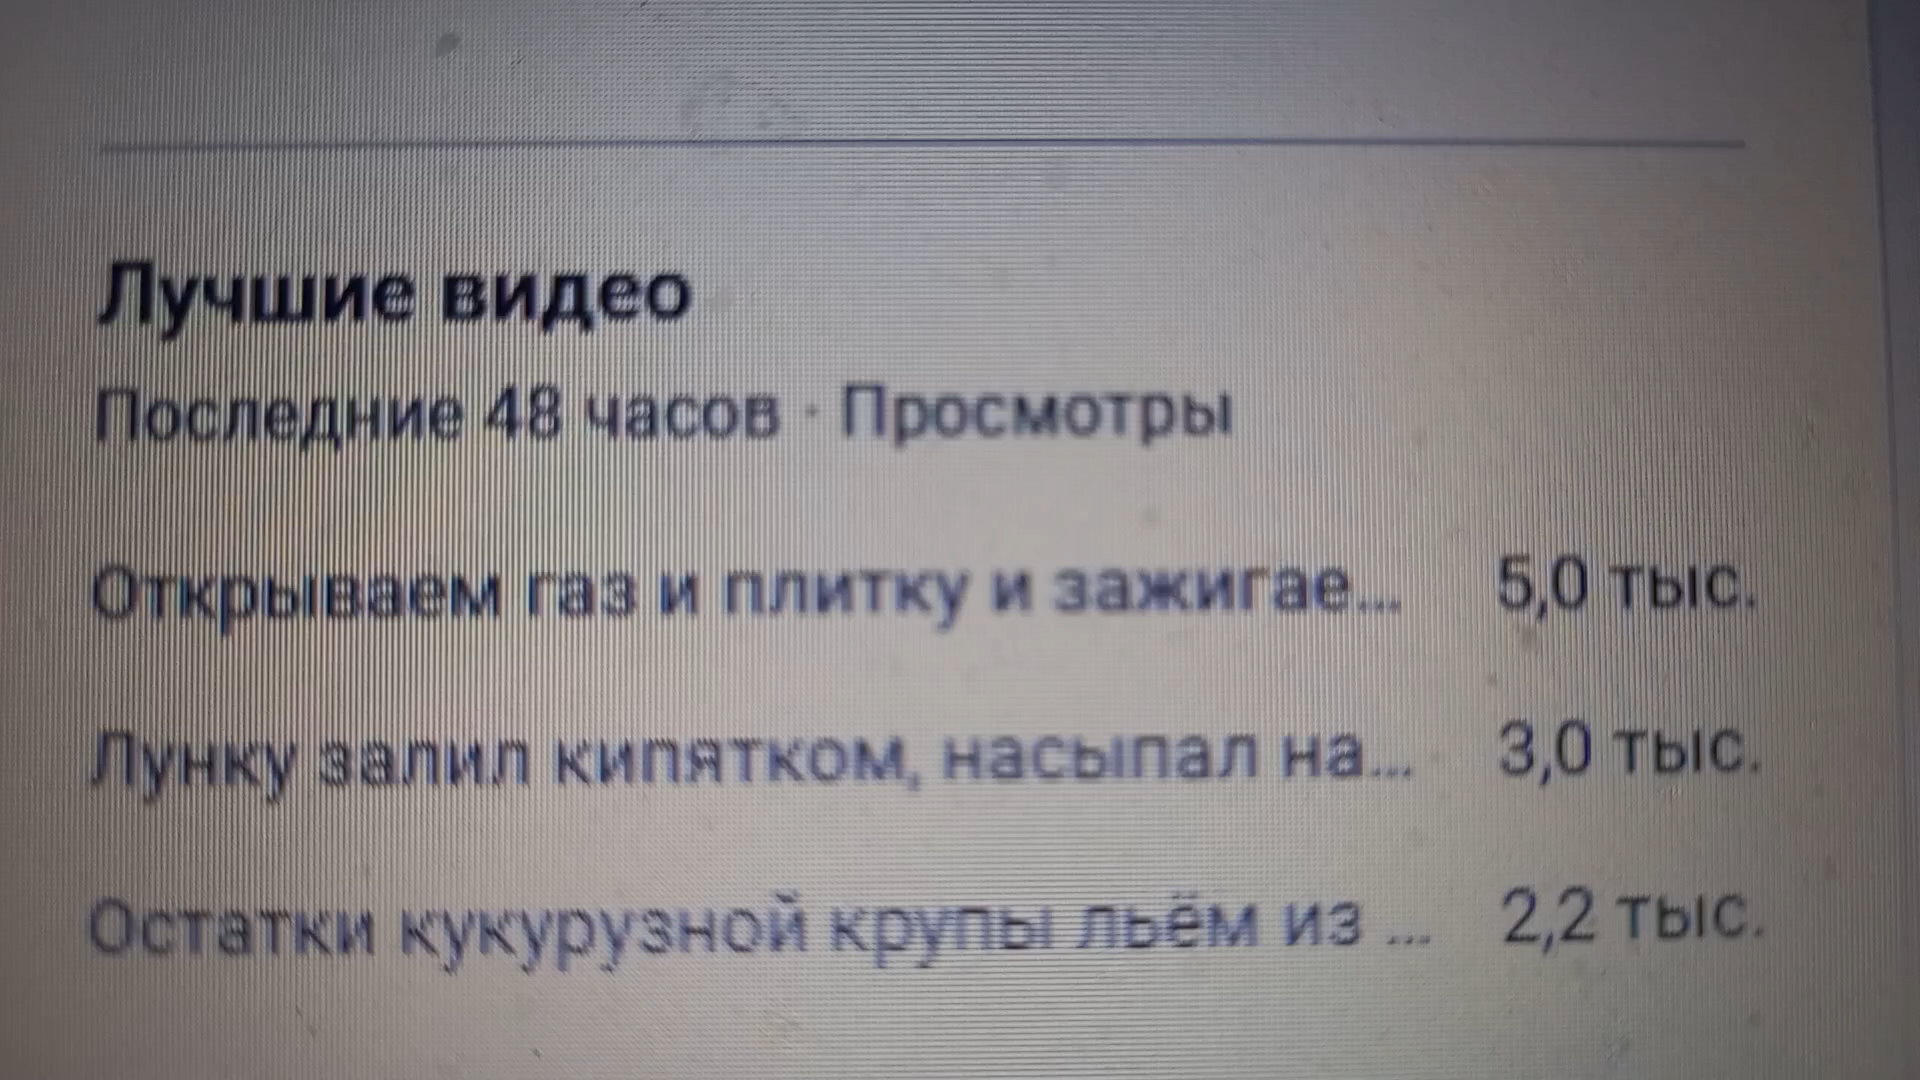 Лучшие видео
Последние 48 часов · Просмотры
Открываем газ и плитку и зажигае... 5,0 тыс.
Лунку залил кипятком, насыпал на... 3,0 тыс.
Остатки кукурузной крупы льём из ... 2,2 тыс.